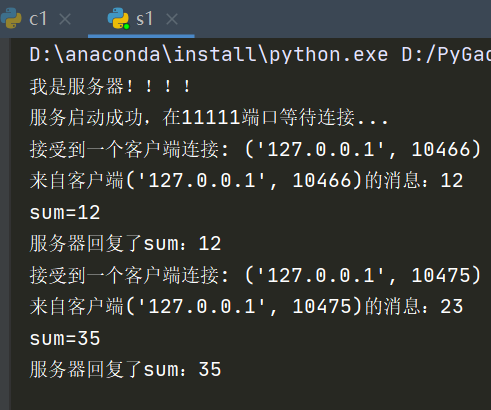 c1
s1
D:\anaconda\install\python.exe D:/PyGa
我是服务器！！！！
服务启动成功，在11111端口等待连接...
接受到一个客户端连接: ('127.0.0.1', 10466)
来自客户端('127.0.0.1', 10466)的消息：12
sum=12
服务器回复了sum：12
接受到一个客户端连接: ('127.0.0.1', 10475)
来自客户端('127.0.0.1', 10475)的消息：23
sum=35
服务器回复了sum：35